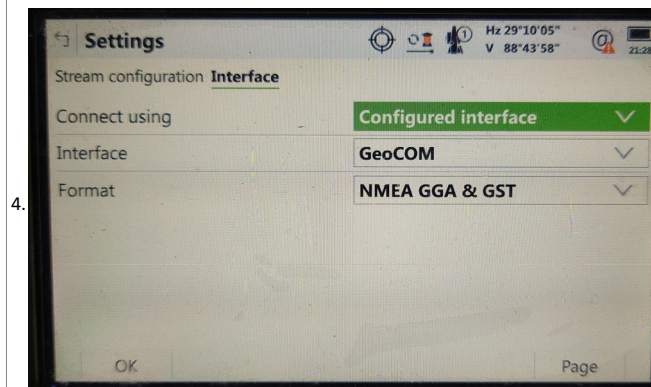 Settings
1
Hz 29°10'05"
V 88°43'58"
@
21:28
Stream configuration Interface
Connect using Configured interface
Interface GeoCOM
Format NMEA GGA & GST
4.
OK Page